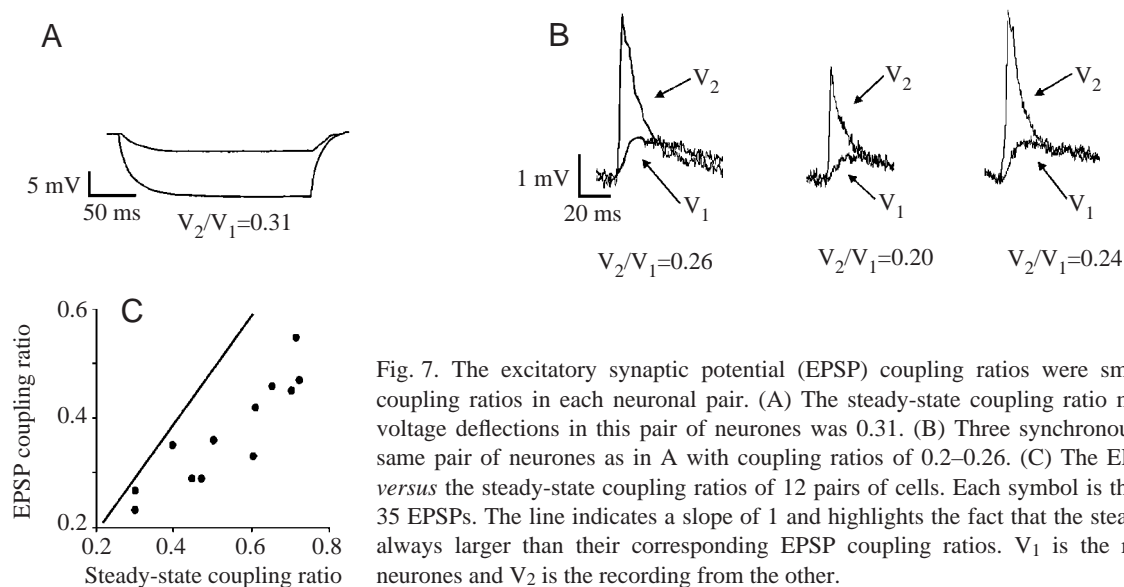 A
5 mV
50 ms
V2/V1=0.31
B
V2
V1
1 mV
20 ms
V2/V1=0.26
V2
V1
V2/V1=0.20
V2
V1
V2/V1=0.24
C
EPSP coupling ratio
0.6
0.4
0.2
0.2 0.4 0.6 0.8
Steady-state coupling ratio
Fig. 7. The excitatory synaptic potential (EPSP) coupling ratios were
coupling ratios in each neuronal pair. (A) The steady-state coupling ratio
voltage deflections in this pair of neurones was 0.31. (B) Three
same pair of neurones as in A with coupling ratios of 0.2–0.26. (C) The
versus the steady-state coupling ratios of 12 pairs of cells. Each symbol is
35 EPSPs. The line indicates a slope of 1 and highlights the fact that the
always larger than their corresponding EPSP coupling ratios. V1 is the
neurones and V2 is the recording from the other.